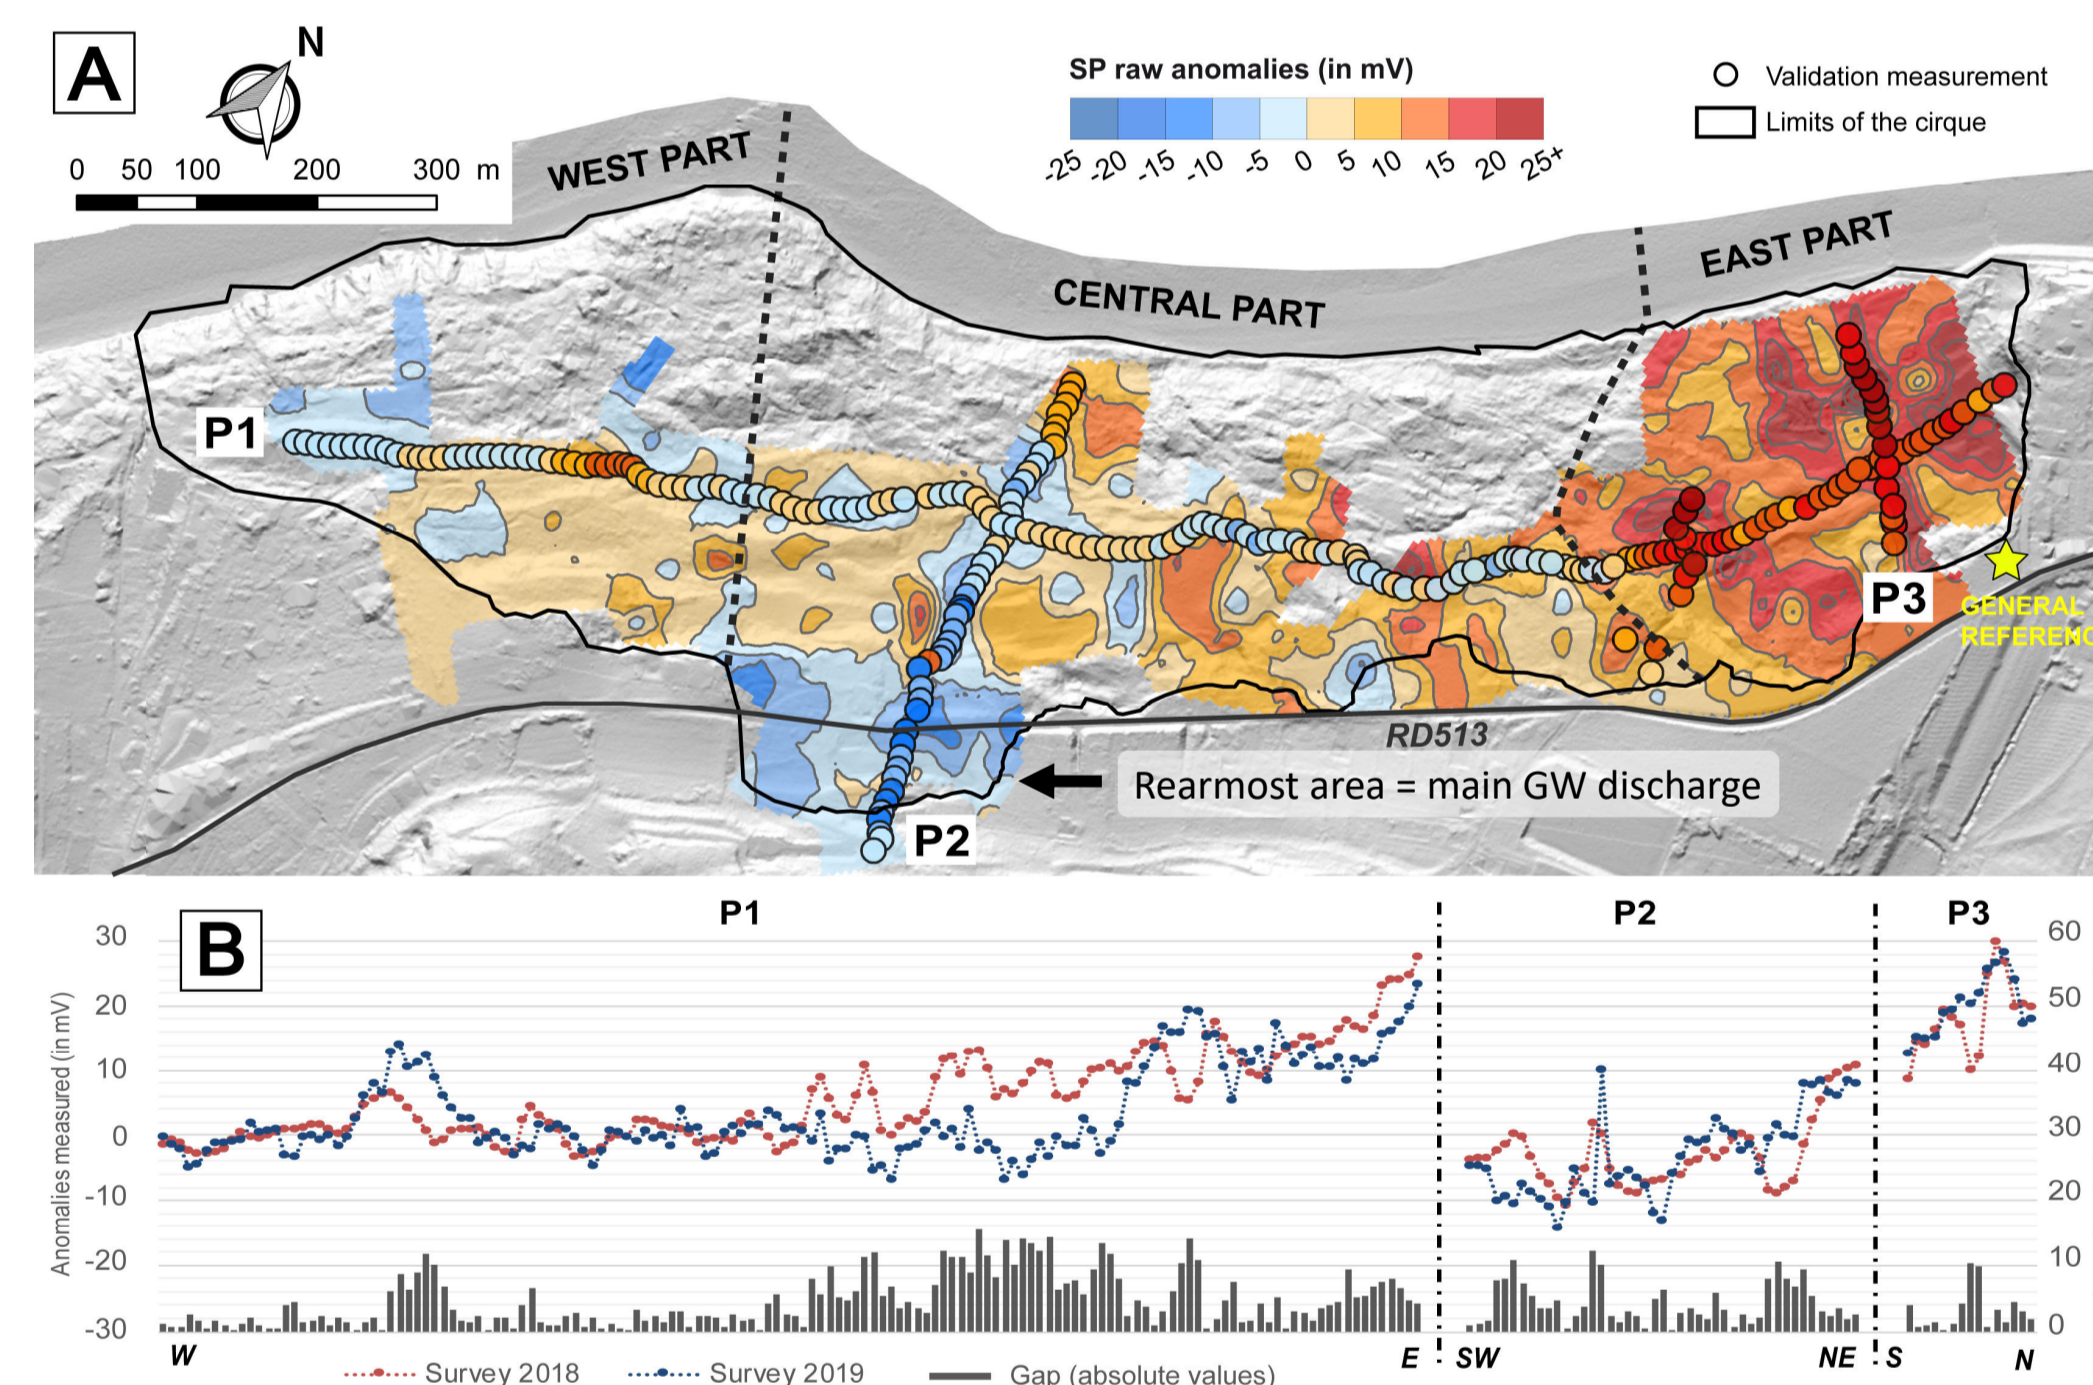 A
N
0 50 100 200 300 m
SP raw anomalies (in mV)
-25 -20 -15 -10 -5 0 5 10 15 20 25+
Validation measurement
Limits of the cirque
WEST PART
CENTRAL PART
EAST PART
P1
P3
GENERAL
REFERENC
RD513
Rearmost area = main GW discharge
P2
B
P1 P2 P3
Anomalies measured (in mV)
30 60
20 50
10 40
0 30
-10 20
-20 10
-30 0
W E SW NE S N
Survey 2018 Survey 2019 Gap (absolute values)